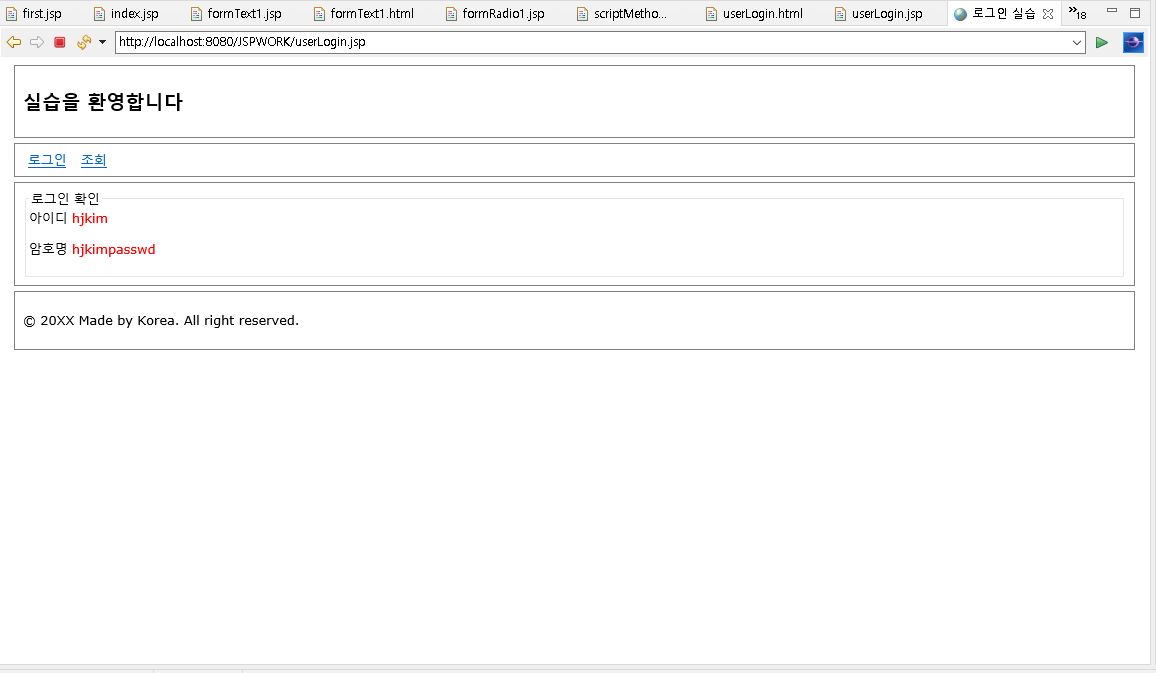 first.jsp index.jsp formText1.jsp formText1.html formRadio1.jsp scriptMetho... userLogin.html userLogin.jsp 로그인 실습 »18
http://localhost:8080/JSPWORK/userLogin.jsp
실습을 환영합니다
로그인 조회
로그인 확인
아이디 hjkim
암호명 hjkimpasswd
© 20XX Made by Korea. All right reserved.